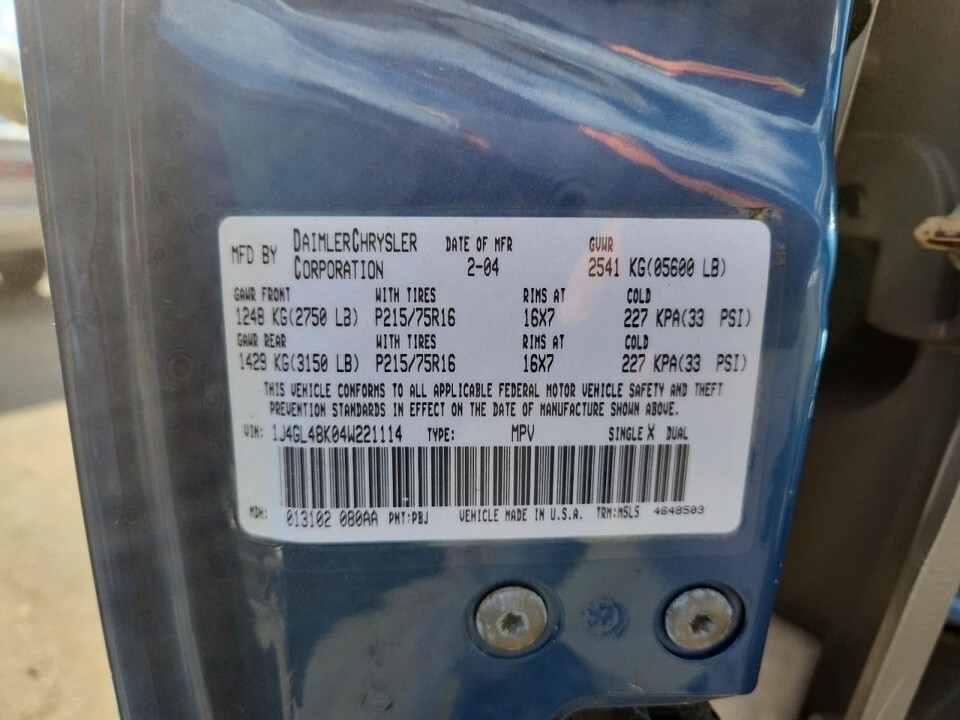 MFD BY DAIMLERCHRYSLER CORPORATION DATE OF MFR 2-04 GVWR 2541 KG(05600 LB)
GAWR FRONT WITH TIRES RIMS AT COLD
1248 KG(2750 LB) P215/75R16 16X7 227 KPA(33 PSI)
GAWR REAR WITH TIRES RIMS AT COLD
1429 KG(3150 LB) P215/75R16 16X7 227 KPA(33 PSI)
THIS VEHICLE CONFORMS TO ALL APPLICABLE FEDERAL MOTOR VEHICLE SAFETY AND THEFT
PREVENTION STANDARDS IN EFFECT ON THE DATE OF MANUFACTURE SHOWN ABOVE.
VIN: 1J4GL48K04W221114 TYPE: MPV SINGLE X DUAL
MDH: 013102 080AA PNT:PBJ VEHICLE MADE IN U.S.A. TRM:MSL5 4648503